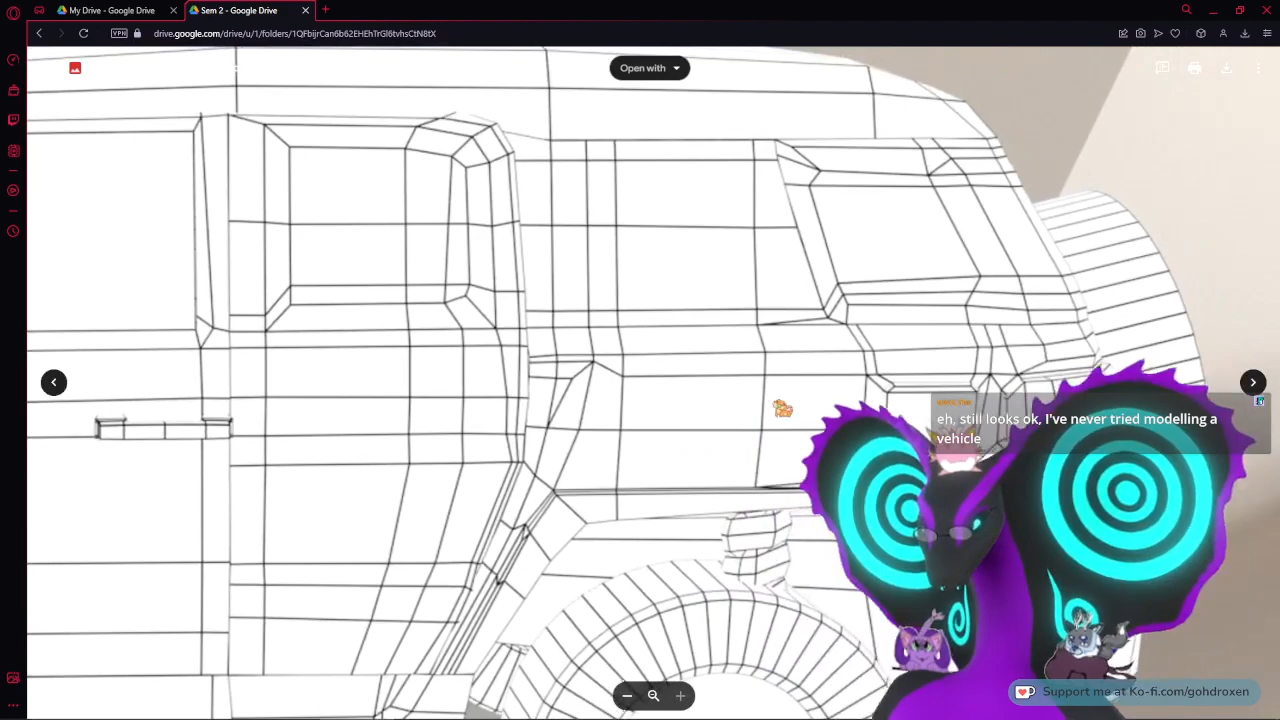 My Drive - Google Drive
Sem 2 - Google Drive
VPN
drive.google.com/drive/u/1/folders/1QFbijrCan6b62EHEhTrGl6tvhsCtN8tX
Open with
eh, still looks ok, I've never tried modelling a
vehicle
Support me at Ko-fi.com/gohdroxen